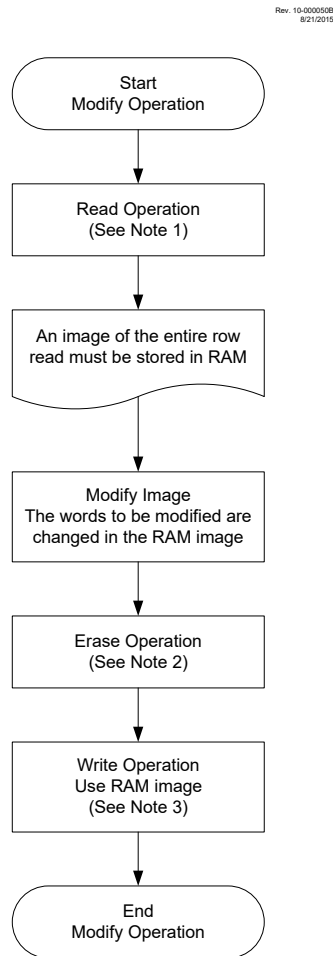 Rev. 10-000050B
8/21/2015
Start
Modify Operation
Read Operation
(See Note 1)
An image of the entire row
read must be stored in RAM
Modify Image
The words to be modified are
changed in the RAM image
Erase Operation
(See Note 2)
Write Operation
Use RAM image
(See Note 3)
End
Modify Operation